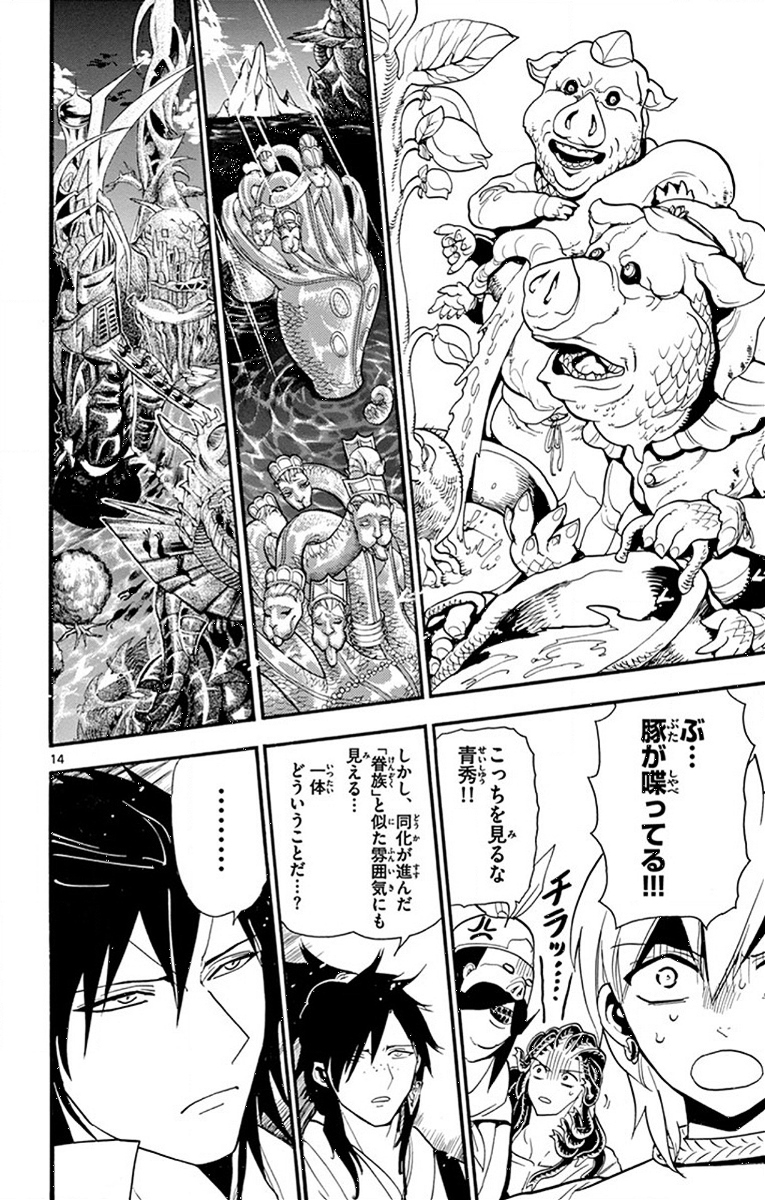 ぶ…
豚が喋ってる!!!
チラッ……
こっちを見るな
青秀!!
しかし、同化が進んだ
「眷族」と似た雰囲気にも
見える…
一体
どういうことだ…?
………
14